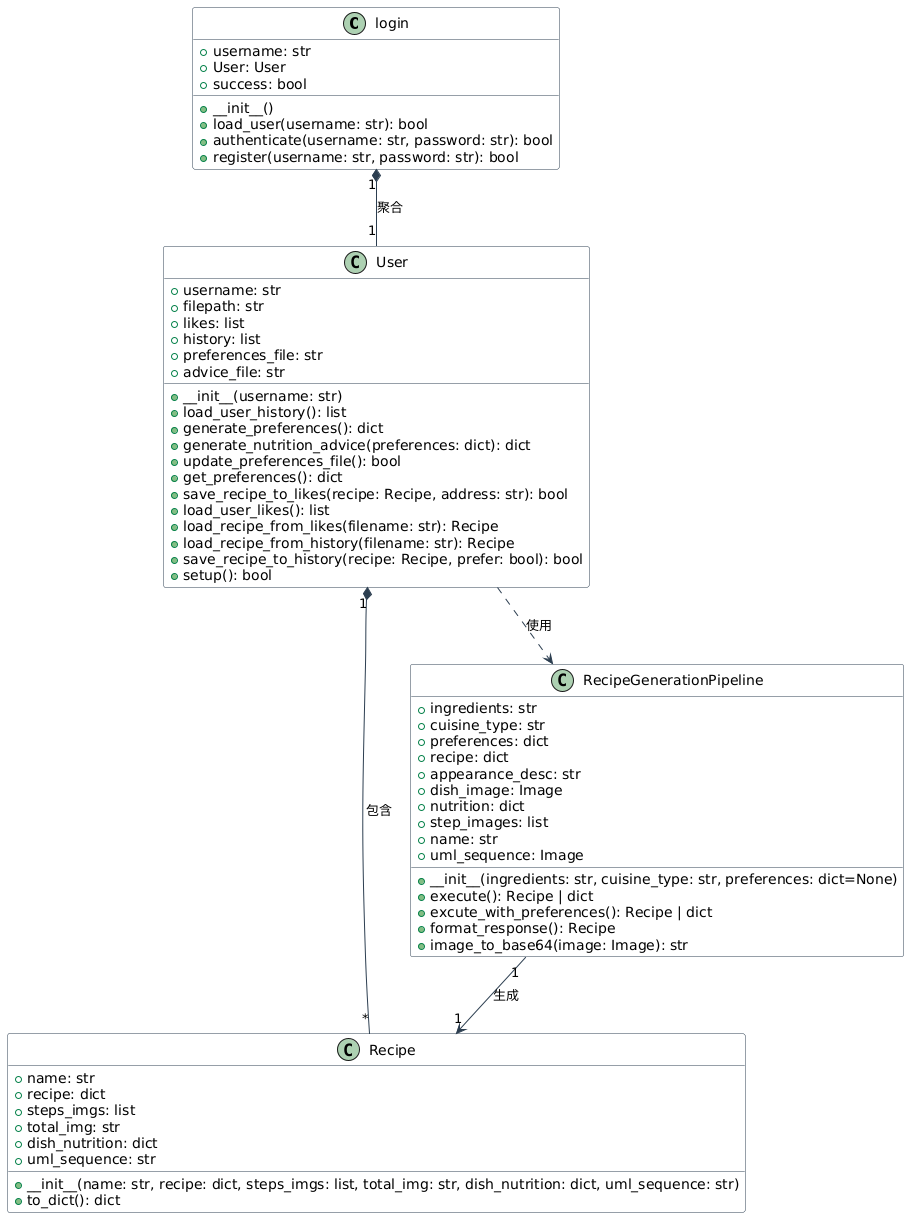 C login
username: str
User: User
success: bool
__init__()
load_user(username: str): bool
authenticate(username: str, password: str): bool
register(username: str, password: str): bool
1
聚合
1
C User
username: str
filepath: str
likes: list
history: list
preferences_file: str
advice_file: str
__init__(username: str)
load_user_history(): list
generate_preferences(): dict
generate_nutrition_advice(preferences: dict): dict
update_preferences_file(): bool
get_preferences(): dict
save_recipe_to_likes(recipe: Recipe, address: str): bool
load_user_likes(): list
load_recipe_from_likes(filename: str): Recipe
load_recipe_from_history(filename: str): Recipe
save_recipe_to_history(recipe: Recipe, prefer: bool): bool
setup(): bool
1
使用
C RecipeGenerationPipeline
ingredients: str
cuisine_type: str
preferences: dict
recipe: dict
appearance_desc: str
dish_image: Image
nutrition: dict
step_images: list
name: str
uml_sequence: Image
__init__(ingredients: str, cuisine_type: str, preferences: dict=None)
execute(): Recipe | dict
excute_with_preferences(): Recipe | dict
format_response(): Recipe
image_to_base64(image: Image): str
包含
1
生成
*
1
C Recipe
name: str
recipe: dict
steps_imgs: list
total_img: str
dish_nutrition: dict
uml_sequence: str
__init__(name: str, recipe: dict, steps_imgs: list, total_img: str, dish_nutrition: dict, uml_sequence: str)
to_dict(): dict